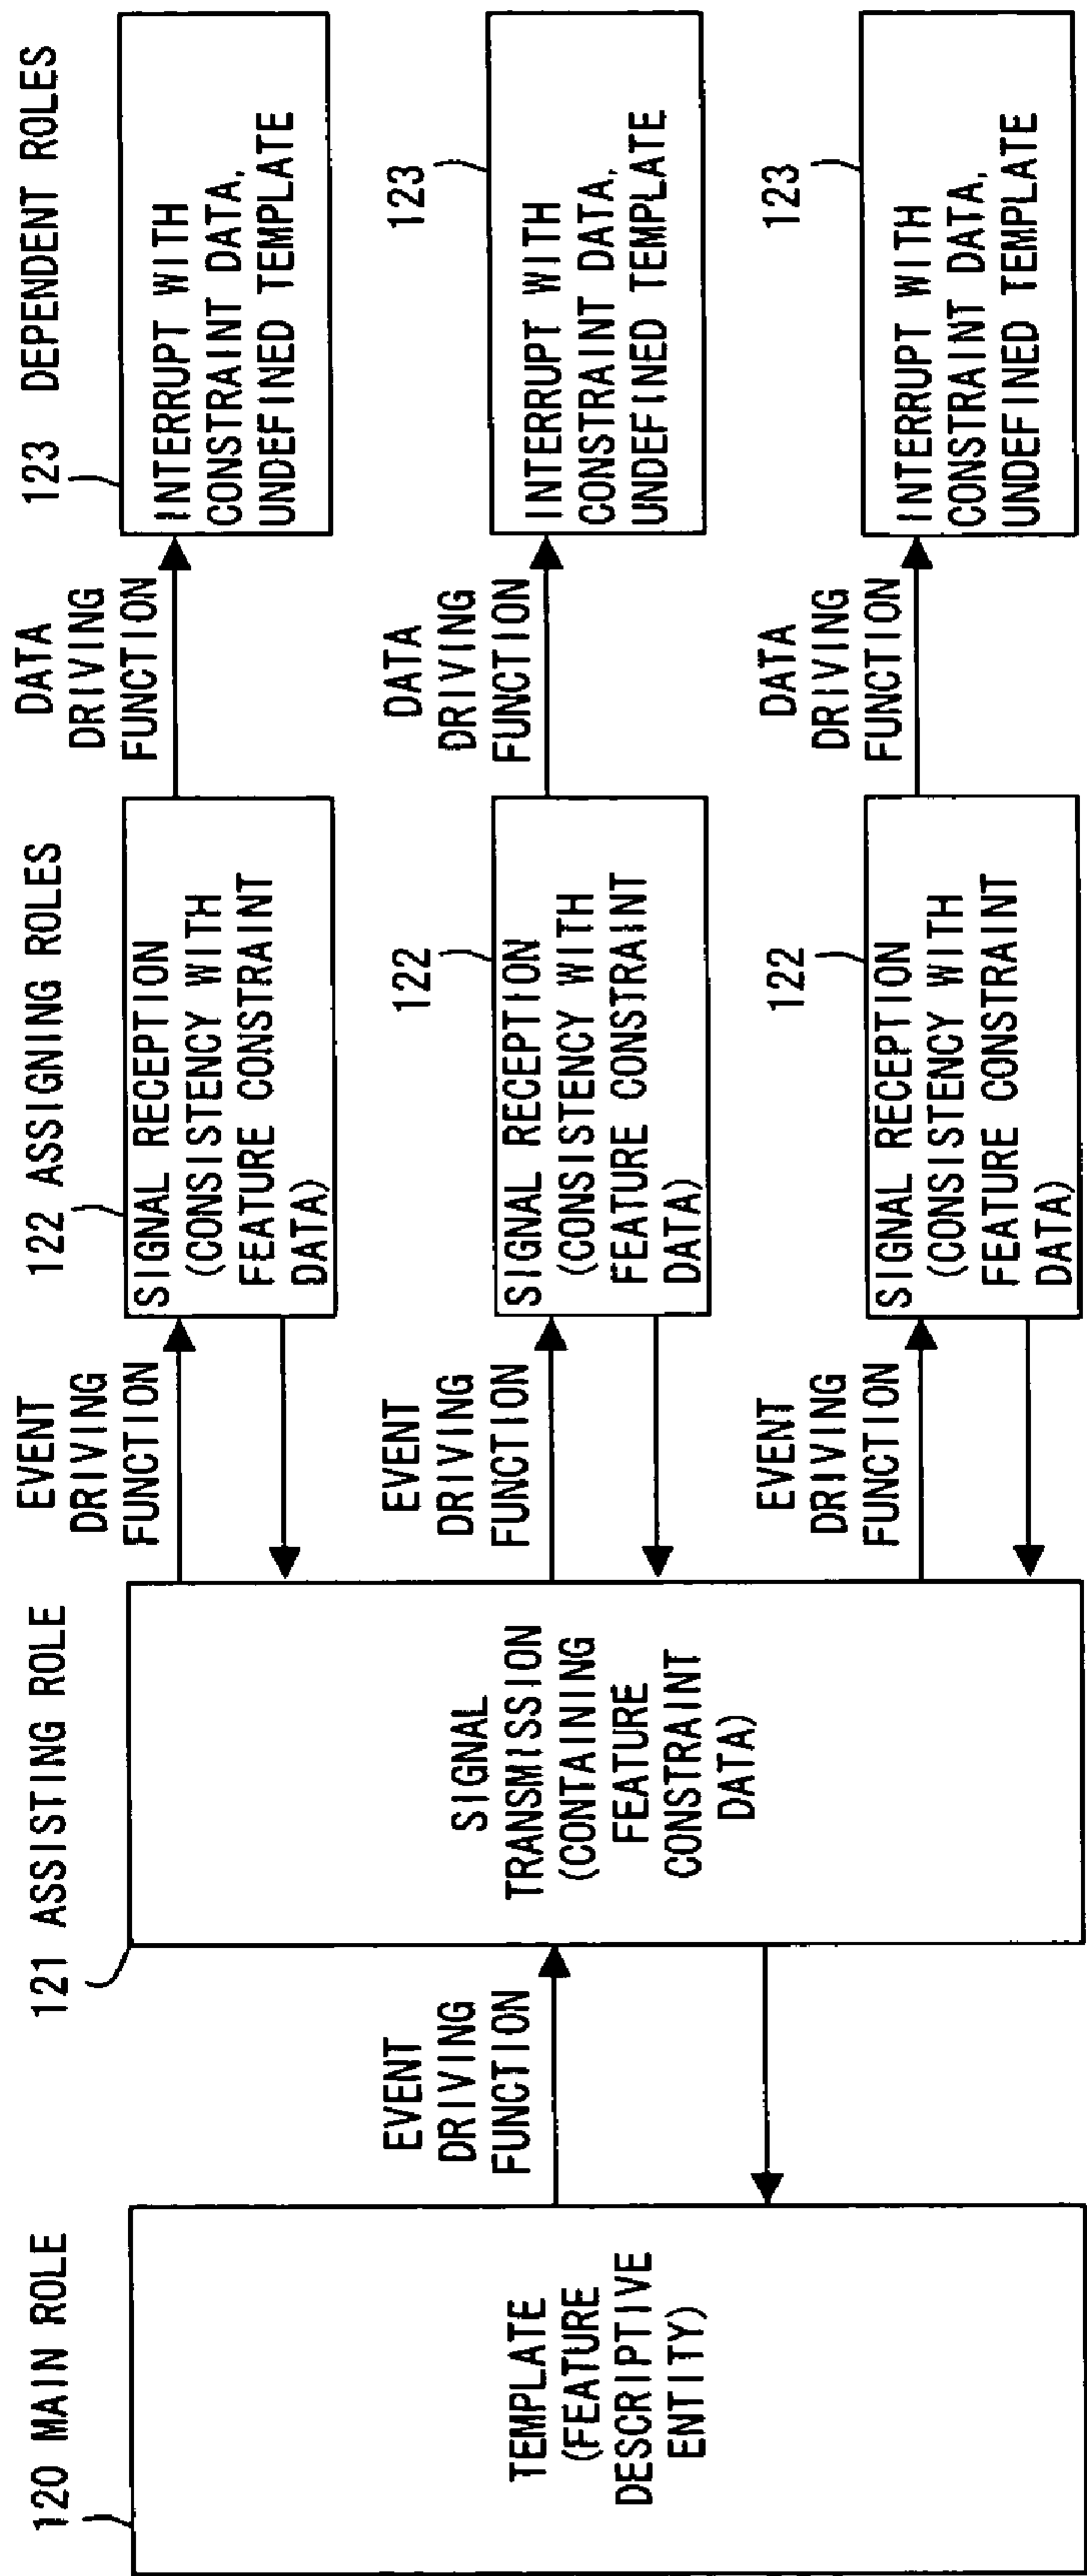 120 MAIN ROLE
TEMPLATE
(FEATURE
DESCRIPTIVE
ENTITY)
EVENT
DRIVING
FUNCTION
121 ASSISTING ROLE
SIGNAL
TRANSMISSION
(CONTAINING
FEATURE
CONSTRAINT
DATA)
EVENT
DRIVING
FUNCTION
EVENT
DRIVING
FUNCTION
EVENT
DRIVING
FUNCTION
122 ASSIGNING ROLES
SIGNAL RECEPTION
(CONSISTENCY WITH
FEATURE CONSTRAINT
DATA)
122
SIGNAL RECEPTION
(CONSISTENCY WITH
FEATURE CONSTRAINT
DATA)
122
SIGNAL RECEPTION
(CONSISTENCY WITH
FEATURE CONSTRAINT
DATA)
DATA
DRIVING
FUNCTION
DATA
DRIVING
FUNCTION
DATA
DRIVING
FUNCTION
123 DEPENDENT ROLES
INTERRUPT WITH
CONSTRAINT DATA,
UNDEFINED TEMPLATE
123
INTERRUPT WITH
CONSTRAINT DATA,
UNDEFINED TEMPLATE
123
INTERRUPT WITH
CONSTRAINT DATA,
UNDEFINED TEMPLATE